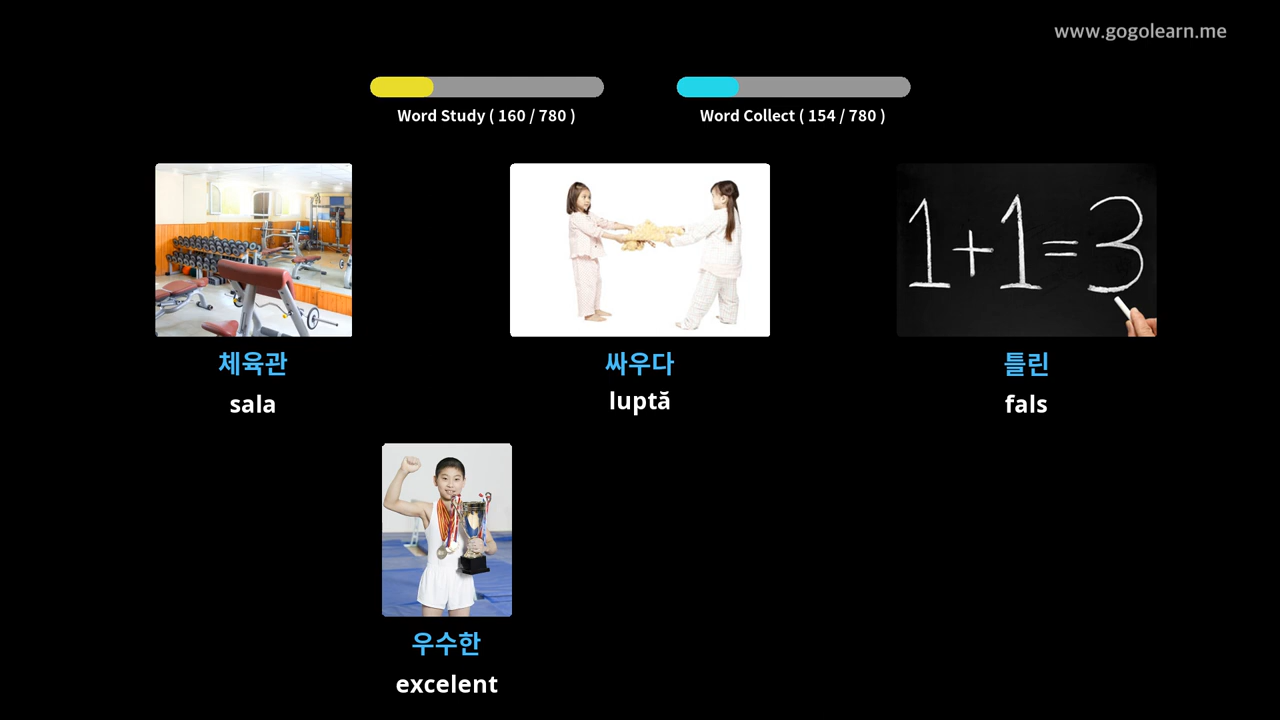 www.gogolearn.me
Word Study ( 160 / 780 )
Word Collect ( 154 / 780 )
1+1=3
체육관
sala
싸우다
luptă
틀린
fals
우수한
excelent